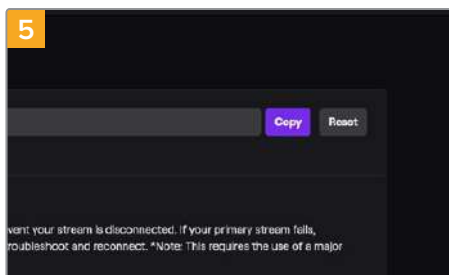 5
Copy Reset
vent your stream is disconnected. If your primary stream fails,
roubleshoot and reconnect. *Note: This requires the use of a major